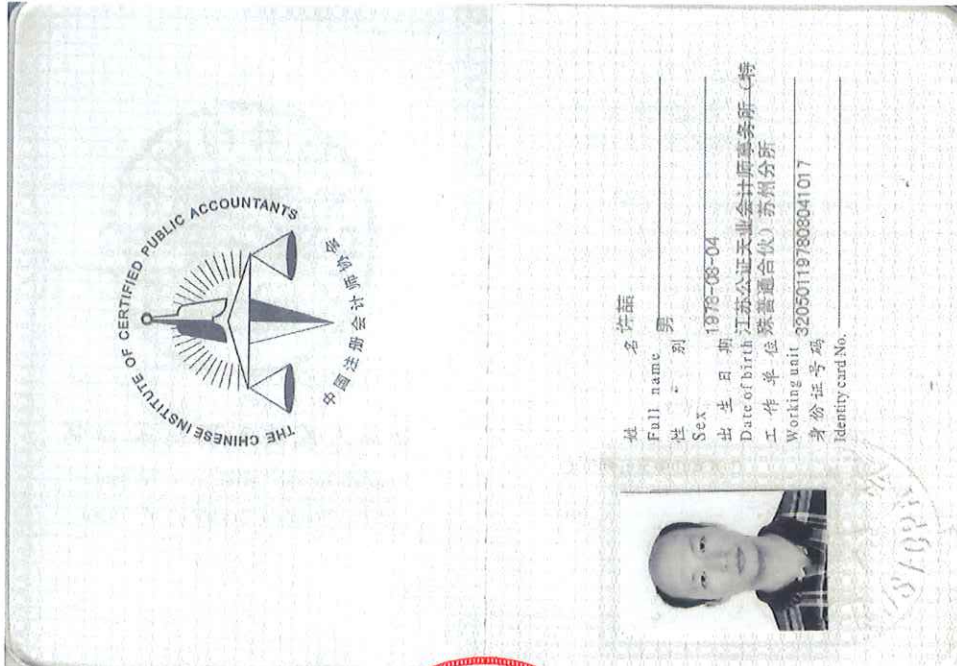 THE CHINESE INSTITUTE OF CERTIFIED PUBLIC ACCOUNTANTS
中国注册会计师协会
姓 名 许喆
Full name
性 别 男
Sex
出生日期 1978-08-04
Date of birth
工作单位 江苏公证天业会计师事务所（特
Working unit 殊普通合伙）苏州分所
身份证号码 320501197808041017
Identity card No.